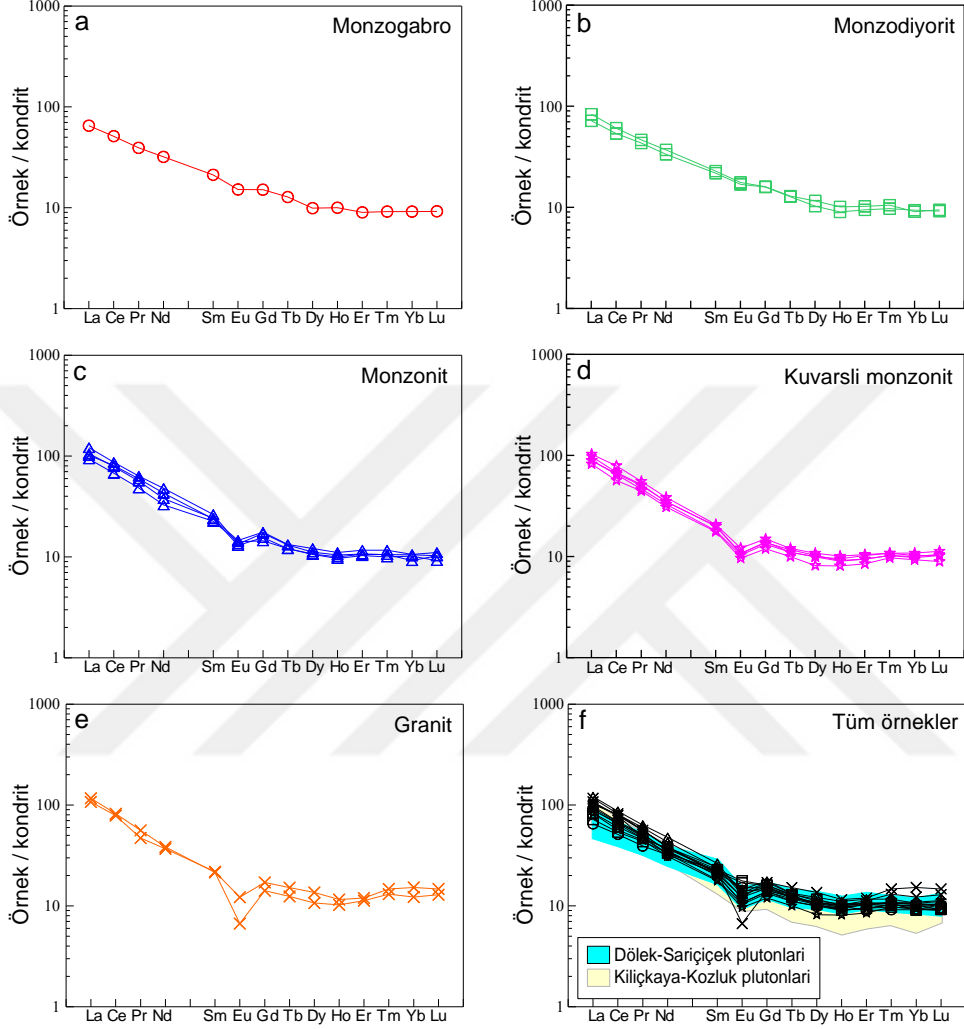 a
Monzogabro
Örnek / kondrit
100
10
1
La Ce Pr Nd Sm Eu Gd Tb Dy Ho Er Tm Yb Lu
b
Monzodiyorit
Örnek / kondrit
100
10
1
La Ce Pr Nd Sm Eu Gd Tb Dy Ho Er Tm Yb Lu
c
Monzonit
Örnek / kondrit
1000
100
10
1
La Ce Pr Nd Sm Eu Gd Tb Dy Ho Er Tm Yb Lu
d
Kuvarsli monzonit
Örnek / kondrit
1000
100
10
1
La Ce Pr Nd Sm Eu Gd Tb Dy Ho Er Tm Yb Lu
e
Granit
Örnek / kondrit
1000
100
10
1
La Ce Pr Nd Sm Eu Gd Tb Dy Ho Er Tm Yb Lu
f
Tüm örnekler
Örnek / kondrit
1000
100
10
1
La Ce Pr Nd Sm Eu Gd Tb Dy Ho Er Tm Yb Lu
Dölek-Sariçiçek plutonlari
Kiliçkaya-Kozluk plutonlari